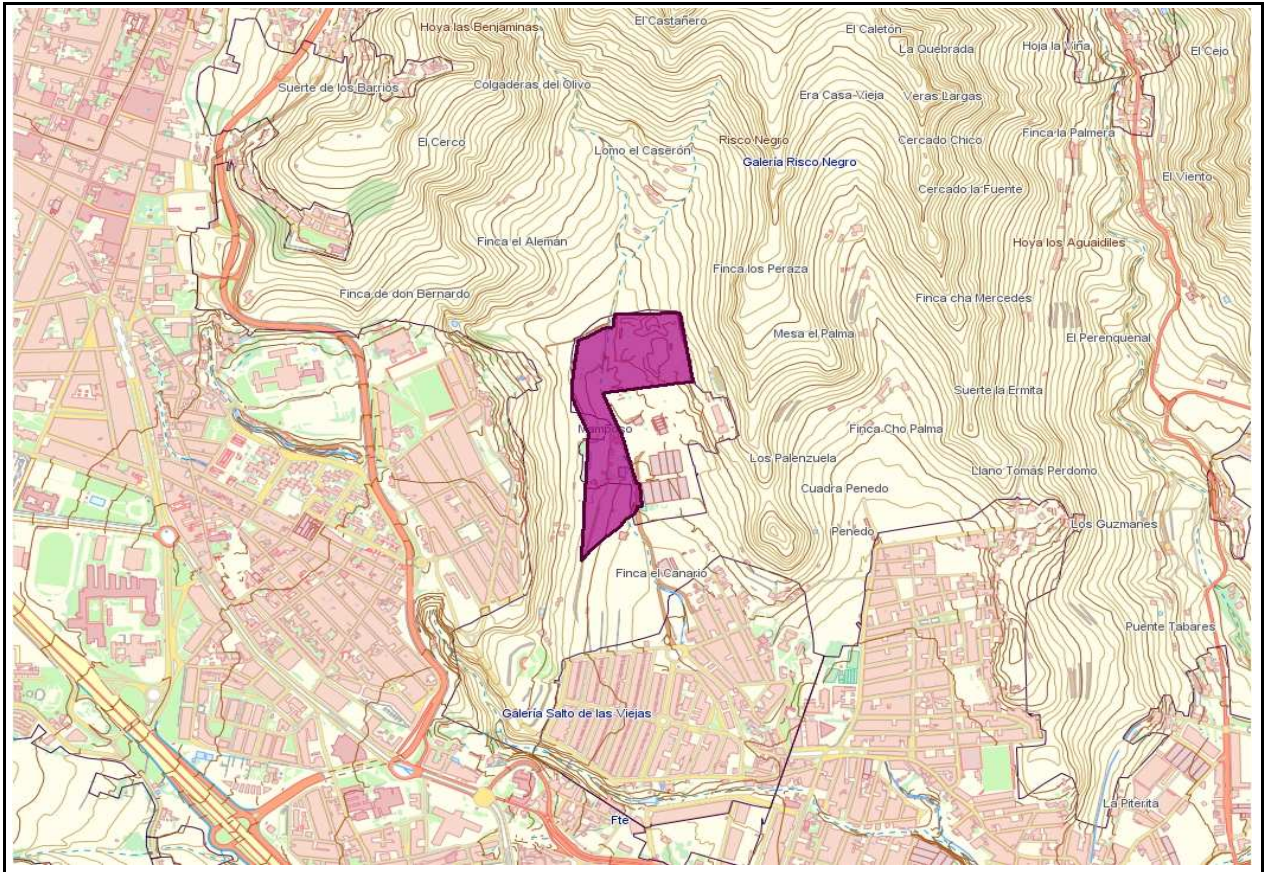 El Castañero
Hoya las Benjaminas
El Caletón
La Quebrada
Hoja la Viña
El Cejo
Suerte de los Barrios
Colgaderas del Olivo
Era Casa Vieja
Veras Largas
El Cerco
Lomo el Caserón
Risco Negro
Cercado Chico
Finca la Palmera
Galería Risco Negro
El Viento
Cercado la Fuente
Finca el Alemán
Hoya los Aguaidiles
Finca los Peraza
Finca de don Bernardo
Finca cha Mercedes
Mesa el Palma
El Perenquenal
Suerte la Ermita
Mamposo
Finca Cho Palma
Los Palenzuela
Llano Tomas Perdomo
Cuadra Penedo
Los Guzmanes
Penedo
Finca el Canario
Puente Tabares
Galería Salto de las Viejas
La Piterita
Fte